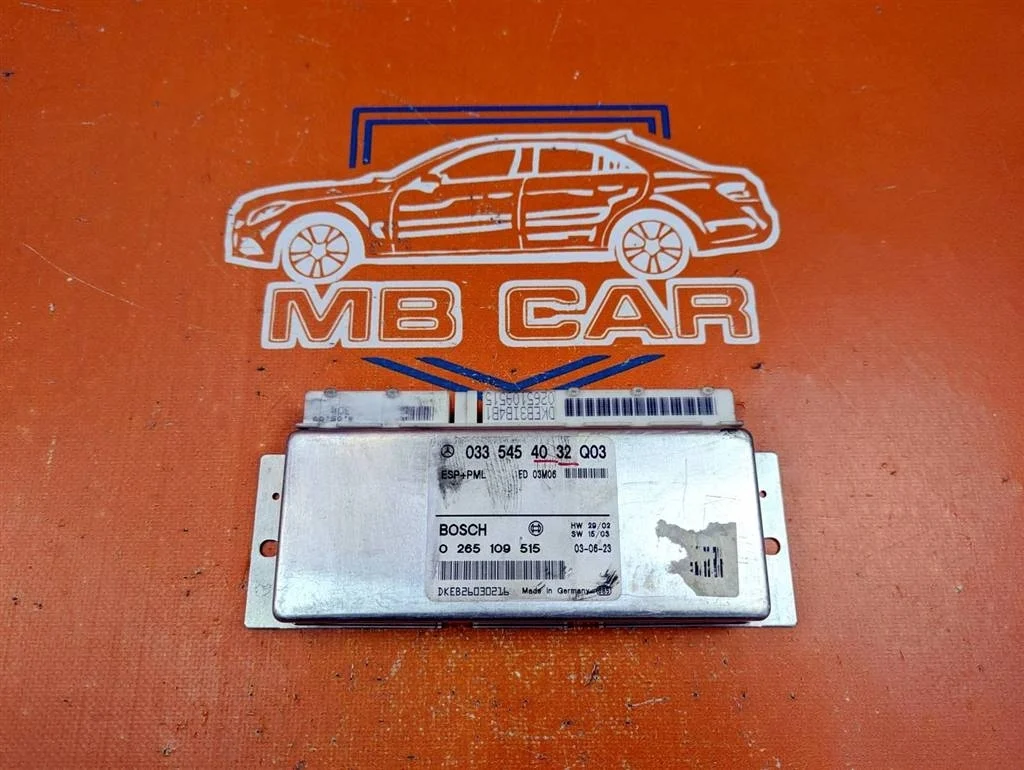 MB CAR
DKEB3IB4B1
0265109515
033 545 40 32 Q03
ESP+PML ED 03M06
BOSCH HW 29/02
SW 15/03
0 265 109 515 03-06-23
DKEB26030216 Made in Germany